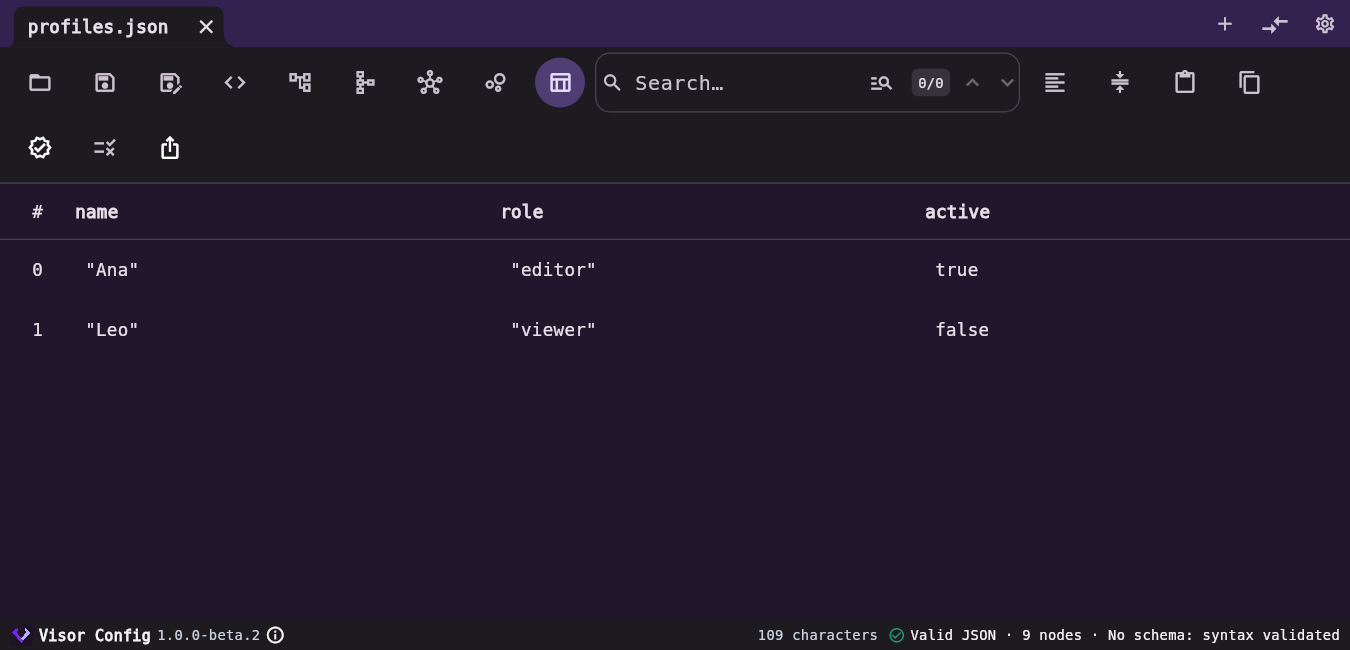 profiles.json
Search…
0/0
# name role active
0 "Ana" "editor" true
1 "Leo" "viewer" false
Visor Config 1.0.0-beta.2 109 characters Valid JSON · 9 nodes · No schema: syntax validated